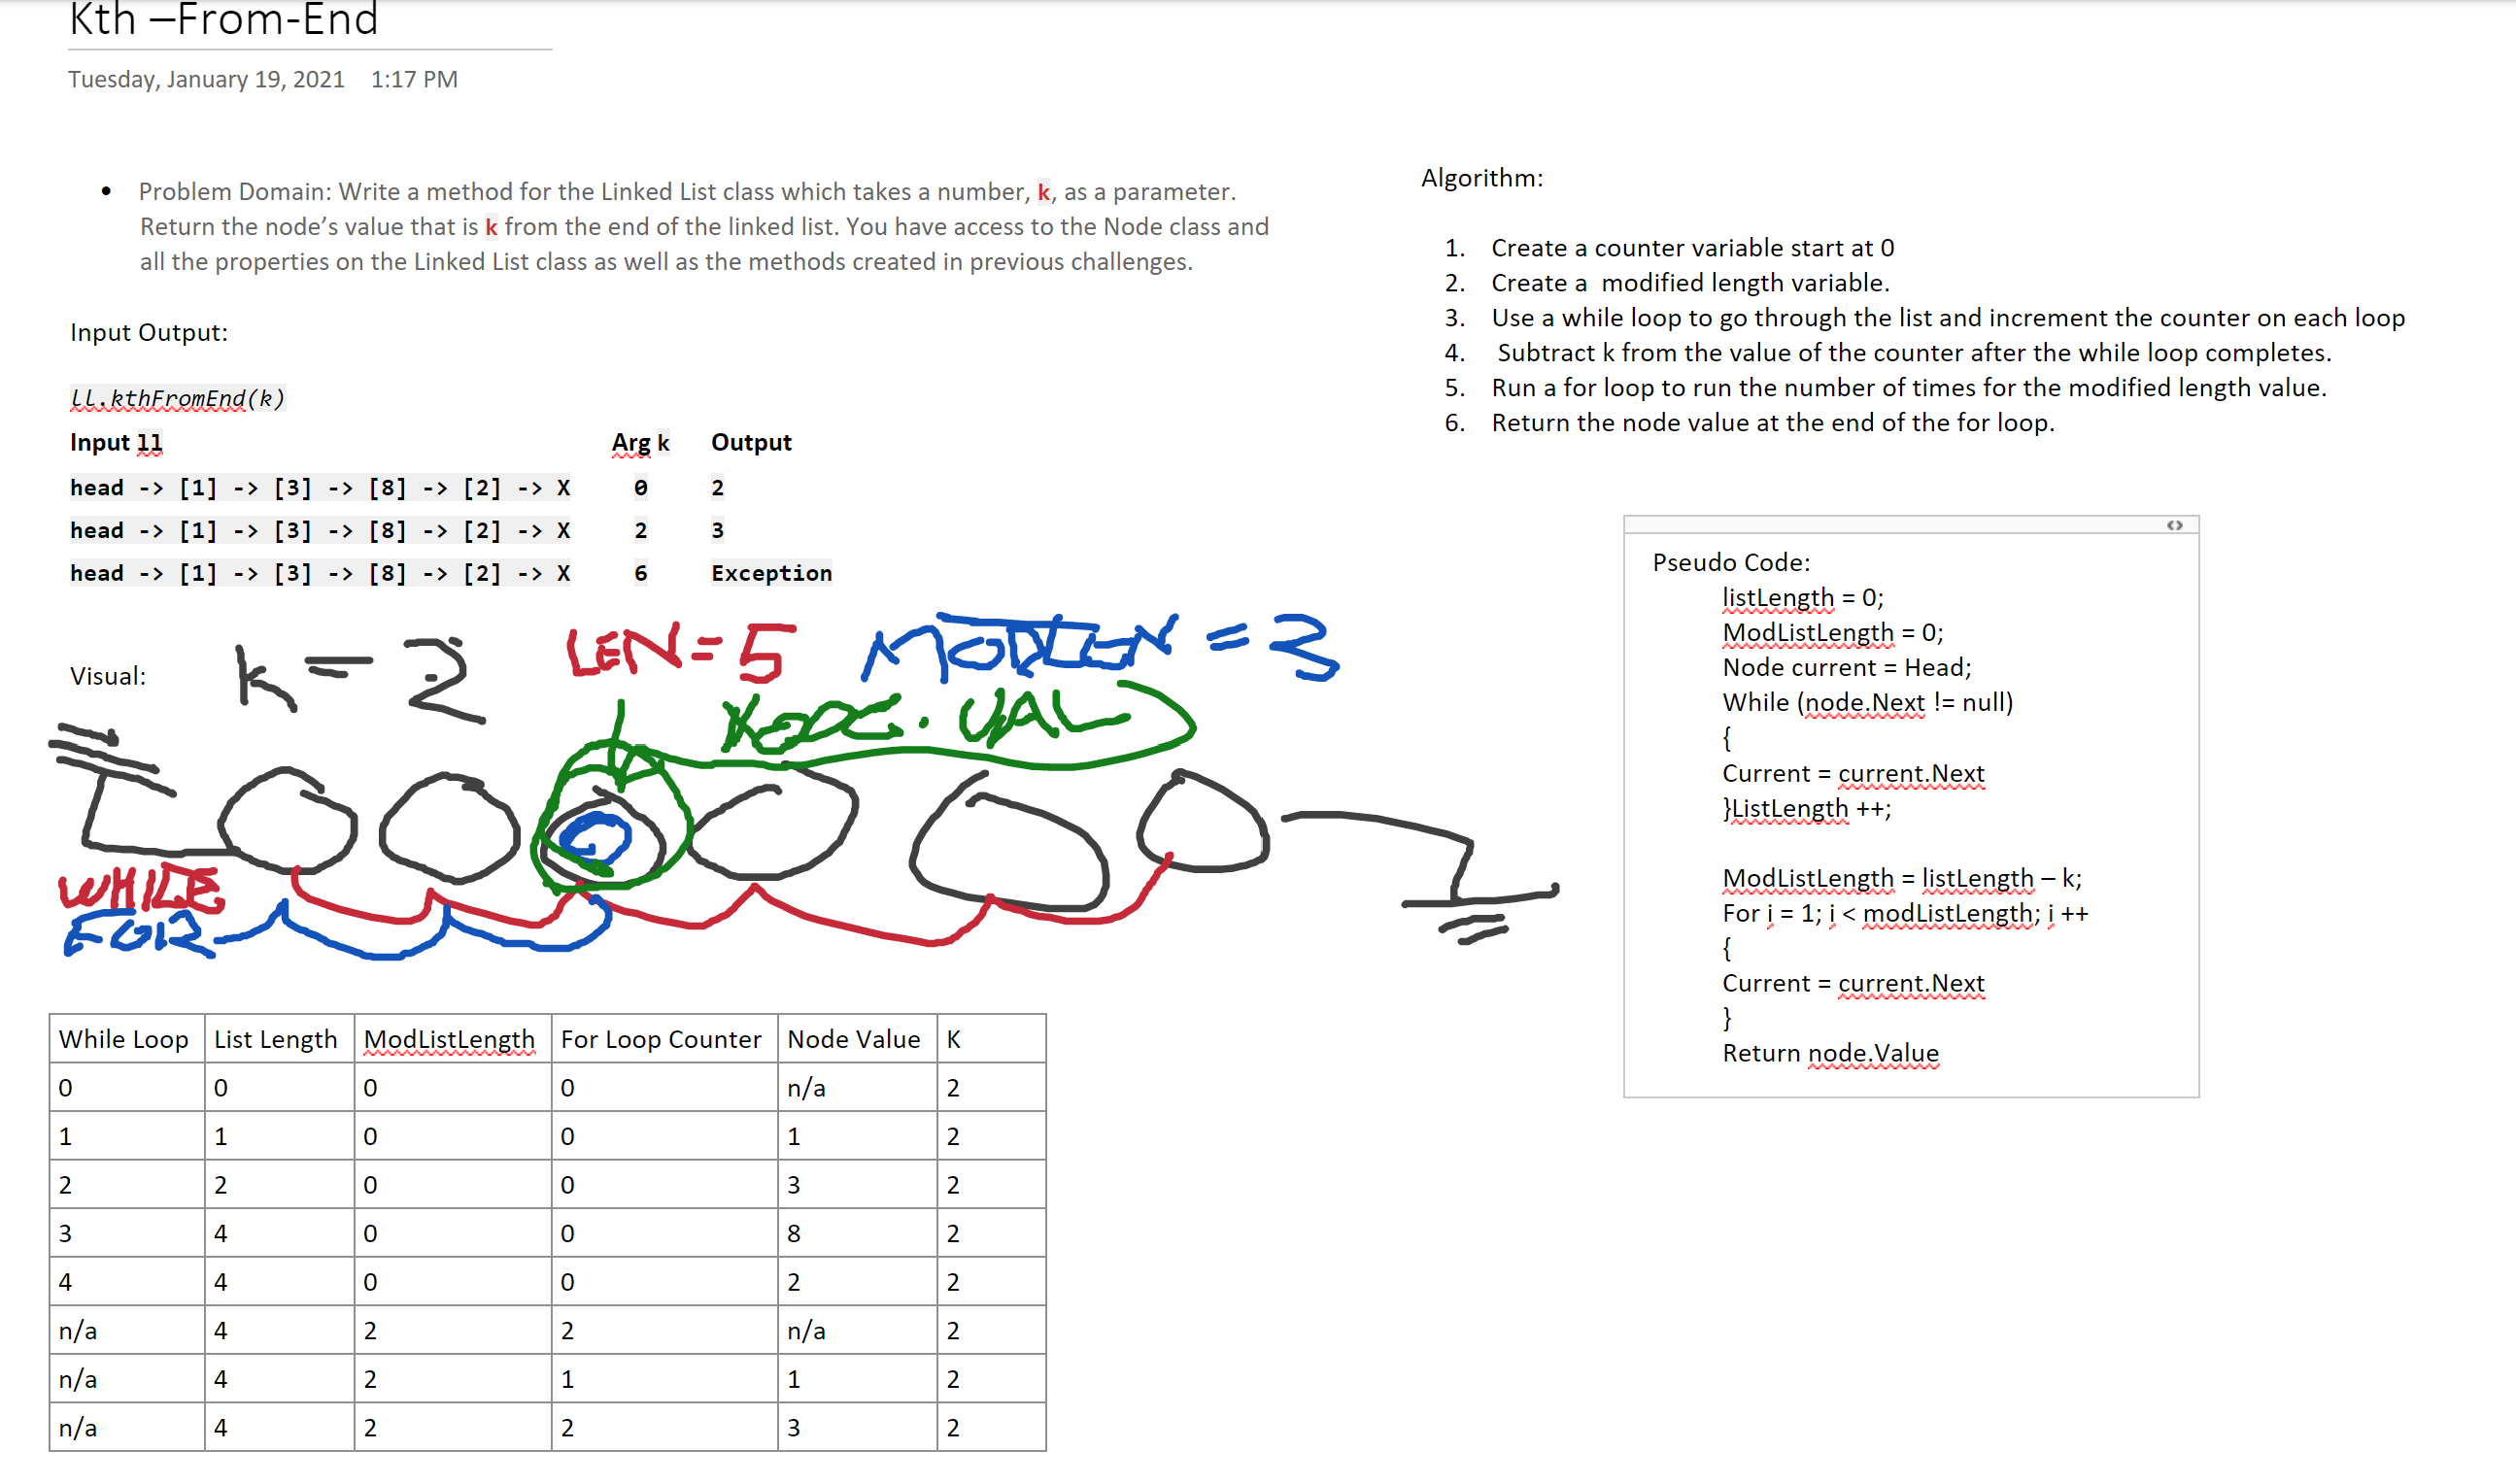 Kth –From-End
Tuesday, January 19, 2021 1:17 PM
• Problem Domain: Write a method for the Linked List class which takes a number, k, as a parameter.
Return the node’s value that is k from the end of the linked list. You have access to the Node class and
all the properties on the Linked List class as well as the methods created in previous challenges.
Input Output:
ll.kthFromEnd(k)
Input ll Arg k Output
head -> [1] -> [3] -> [8] -> [2] -> X 0 2
head -> [1] -> [3] -> [8] -> [2] -> X 2 3
head -> [1] -> [3] -> [8] -> [2] -> X 6 Exception
Visual:
k=2
LEN=5
MODLEN=3
NODE.VAL
WHILE
FOR
While Loop List Length ModListLength For Loop Counter Node Value K
0 0 0 0 n/a 2
1 1 0 0 1 2
2 2 0 0 3 2
3 4 0 0 8 2
4 4 0 0 2 2
n/a 4 2 2 n/a 2
n/a 4 2 1 1 2
n/a 4 2 2 3 2
Algorithm:
1. Create a counter variable start at 0
2. Create a modified length variable.
3. Use a while loop to go through the list and increment the counter on each loop
4. Subtract k from the value of the counter after the while loop completes.
5. Run a for loop to run the number of times for the modified length value.
6. Return the node value at the end of the for loop.
Pseudo Code:
listLength = 0;
ModListLength = 0;
Node current = Head;
While (node.Next != null)
{
Current = current.Next
}ListLength ++;
ModListLength = listLength – k;
For i = 1; i < modListLength; i ++
{
Current = current.Next
}
Return node.Value